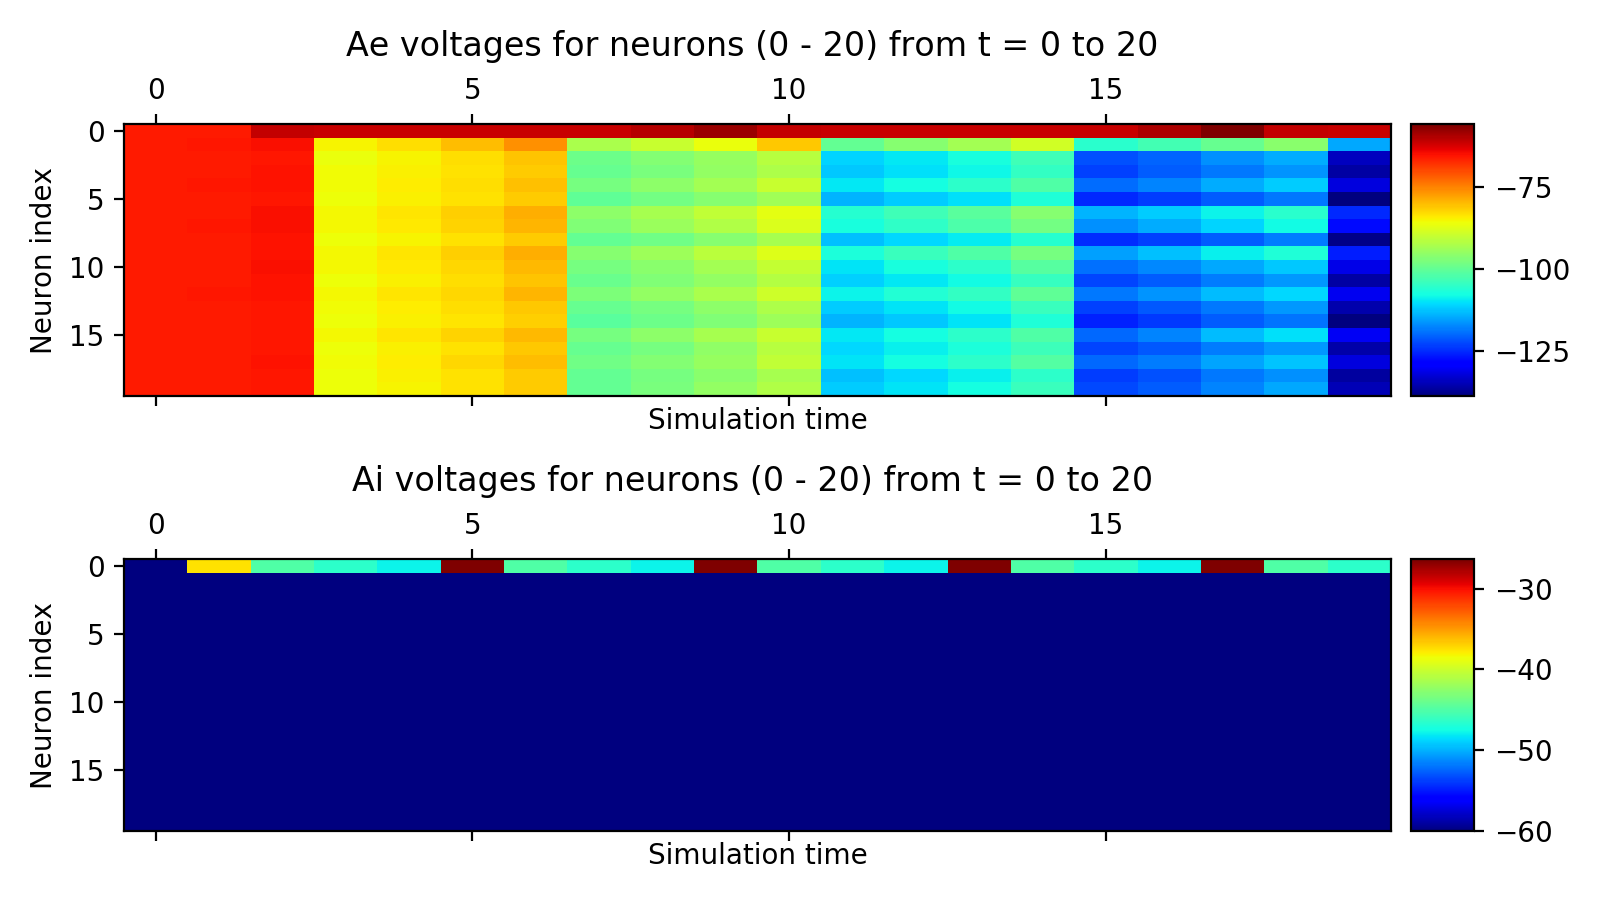 Ae voltages for neurons (0 - 20) from t = 0 to 20
0 5 10 15
0
5
10
15
Neuron index
Simulation time
−75
−100
−125
Ai voltages for neurons (0 - 20) from t = 0 to 20
0 5 10 15
0
5
10
15
Neuron index
Simulation time
−30
−40
−50
−60